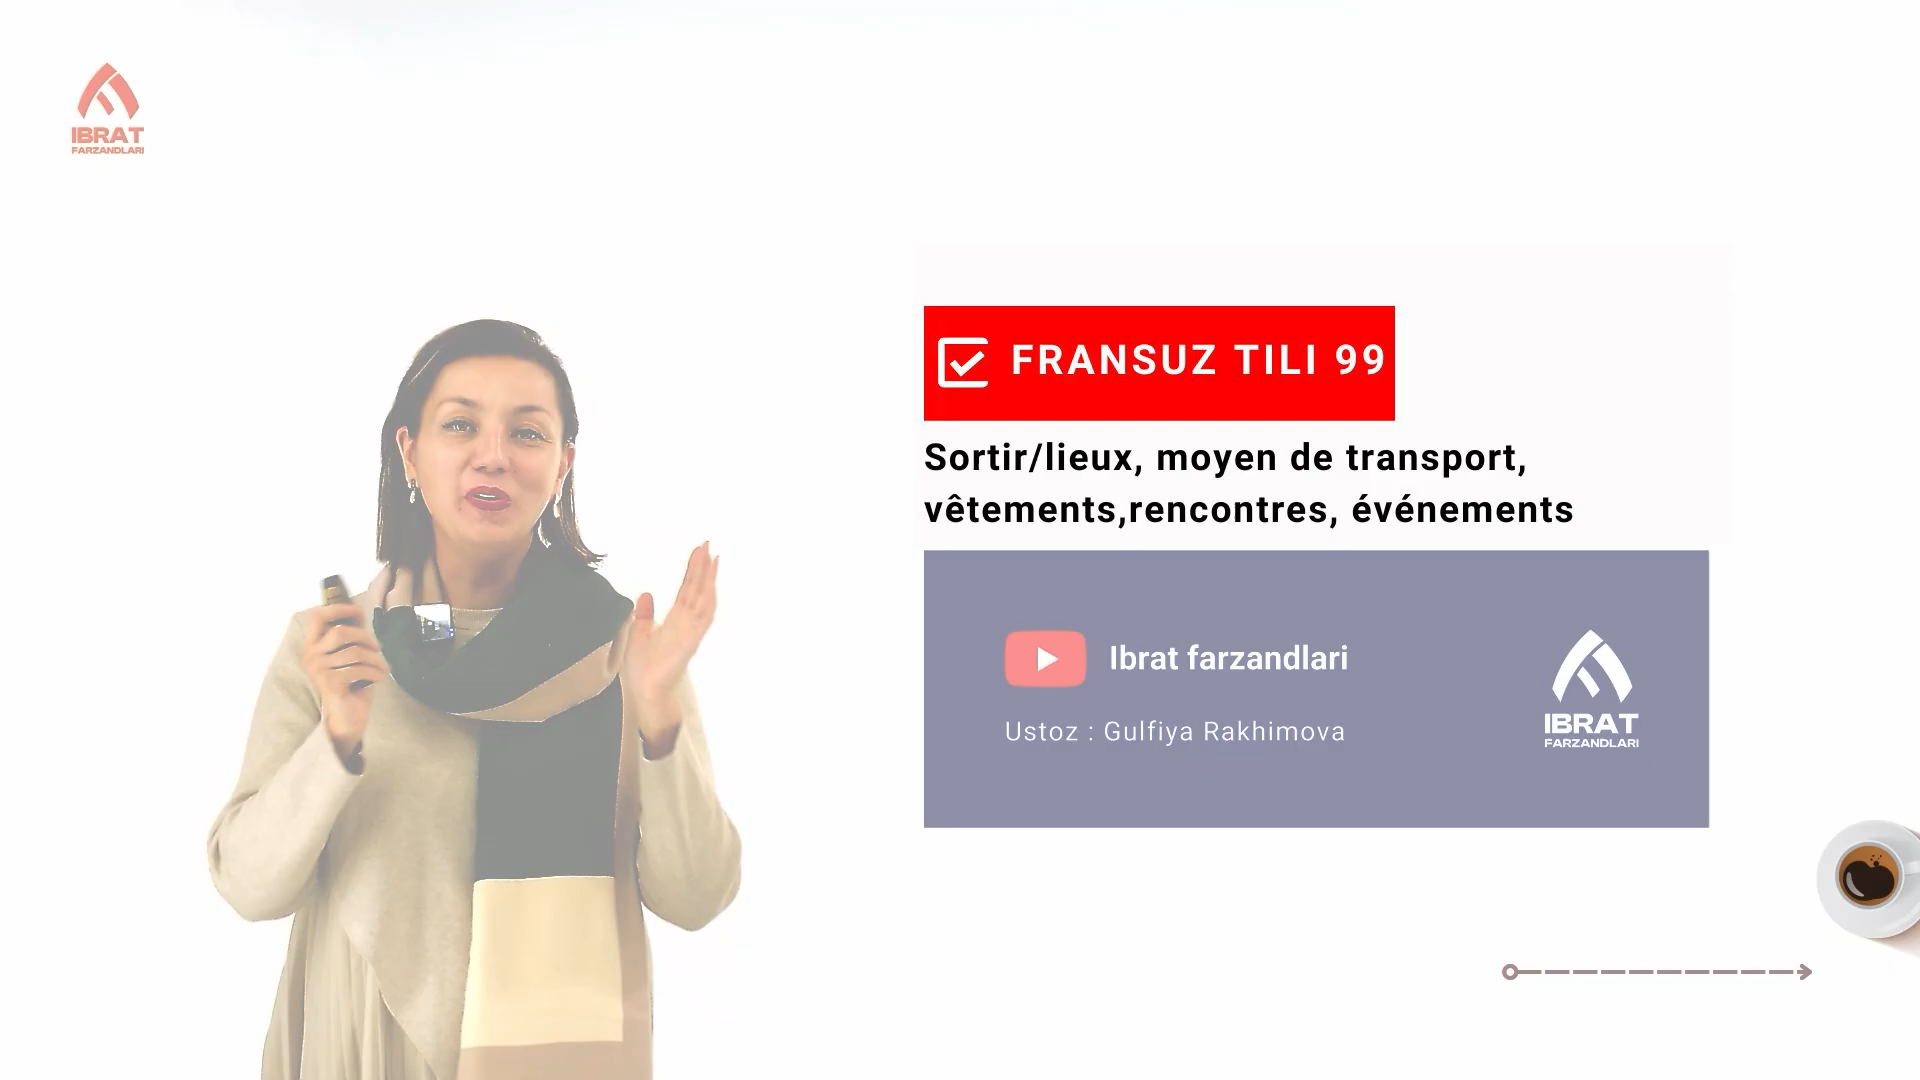 IBRAT
FARZANDLARI
FRANSUZ TILI 99
Sortir/lieux, moyen de transport,
vêtements,rencontres, événements
Ibrat farzandlari
Ustoz : Gulfiya Rakhimova
IBRAT
FARZANDLARI